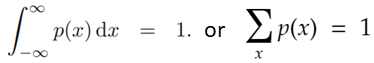 ∫_{-∞}^{∞} p(x) dx = 1. or ∑_x p(x) = 1